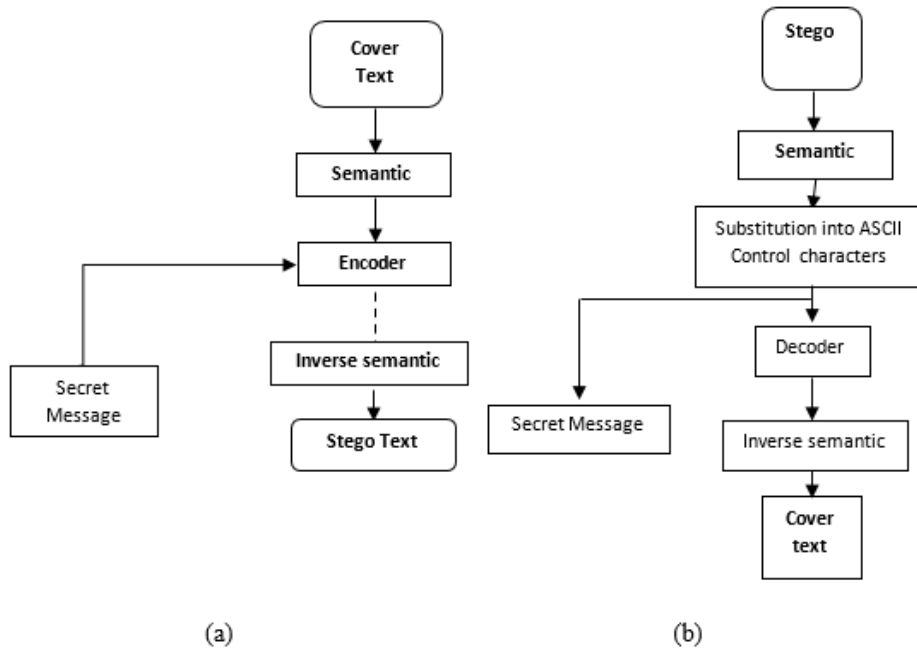 Cover
Text
Semantic
Encoder
Inverse semantic
Secret
Message
Stego Text
(a)
Stego
Semantic
Substitution into ASCII
Control characters
Decoder
Secret Message
Inverse semantic
Cover
text
(b)